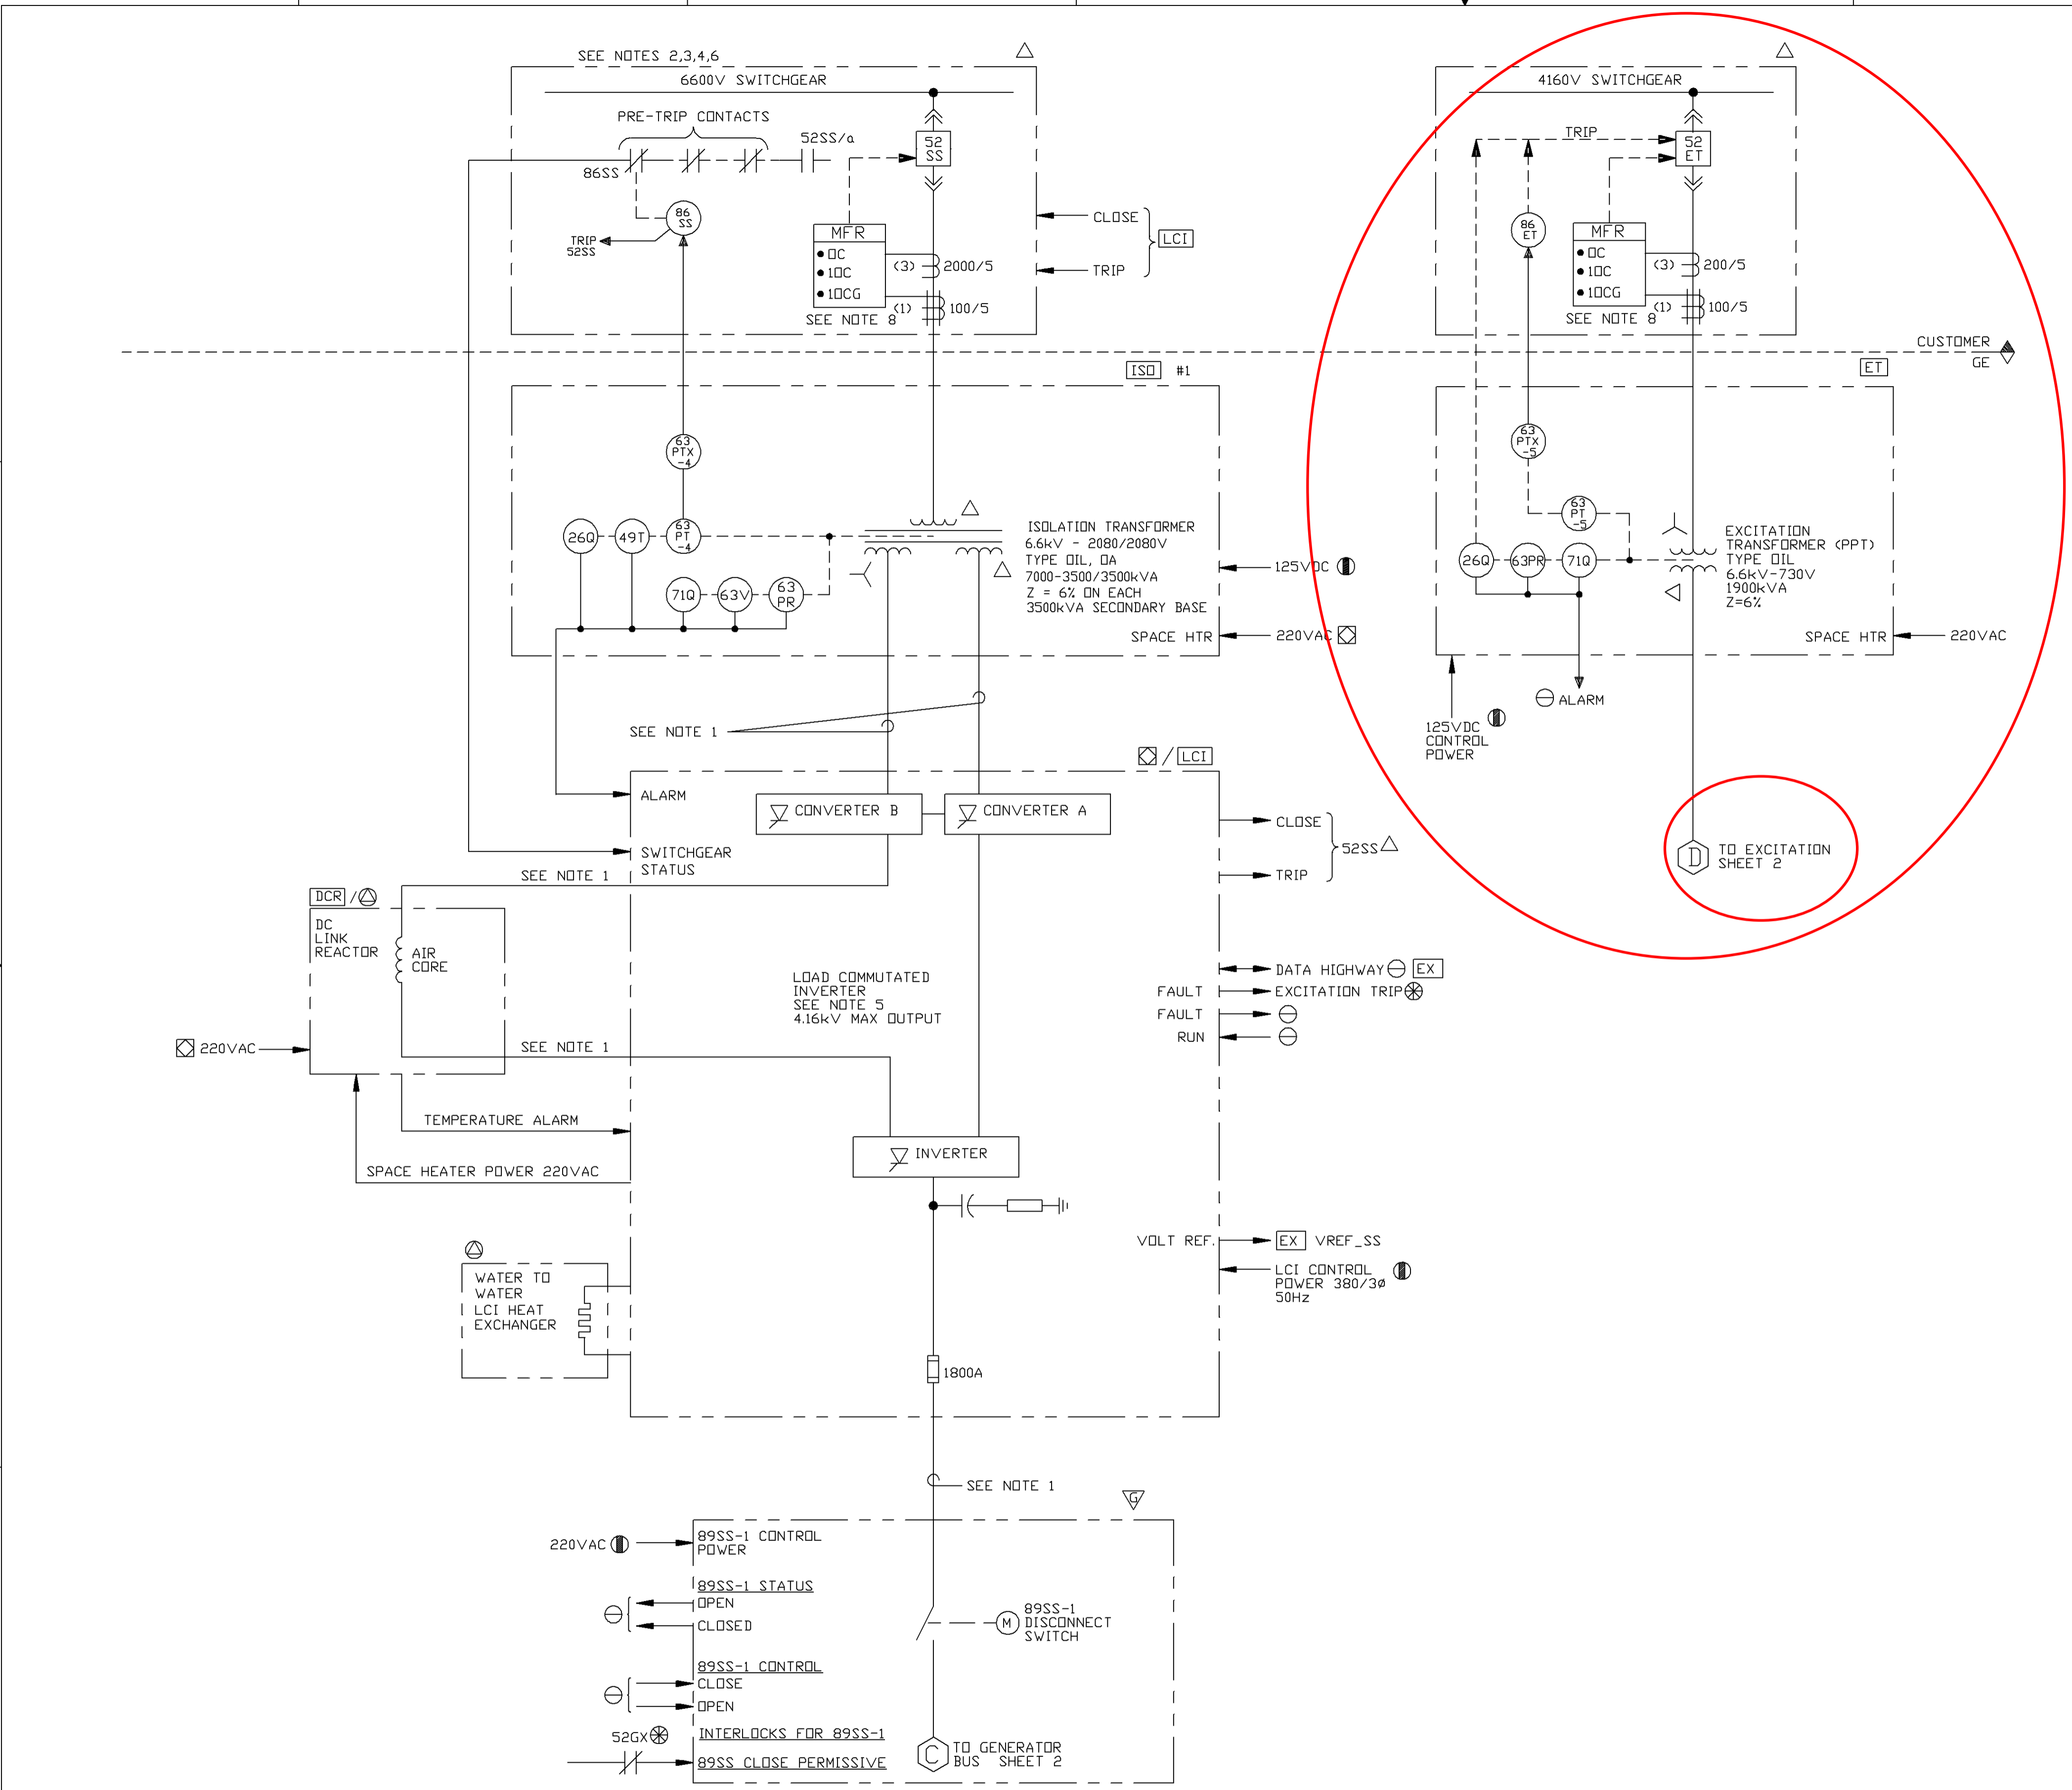 SEE NOTES 2,3,4,6
6600V SWITCHGEAR
PRE-TRIP CONTACTS
52SS/a
86SS
52
SS
86
SS
TRIP
52SS
MFR
OC
1OC
1OCG
(3)
2000/5
(1)
100/5
SEE NOTE 8
CLOSE
TRIP
LCI
4160V SWITCHGEAR
TRIP
52
ET
86
ET
MFR
OC
1OC
1OCG
(3)
200/5
(1)
100/5
SEE NOTE 8
CUSTOMER
GE
ISO #1
63
PTX
-4
26Q
49T
63
PT
-4
71Q
63V
63
PR
ISOLATION TRANSFORMER
6.6kV - 2080/2080V
TYPE OIL, OA
7000-3500/3500kVA
Z = 6% ON EACH
3500kVA SECONDARY BASE
125VDC
SPACE HTR
220VAC
ET
63
PTX
-5
63
PT
-5
26Q
63PR
71Q
EXCITATION
TRANSFORMER (PPT)
TYPE OIL
6.6kV-730V
1900kVA
Z=6%
SPACE HTR
220VAC
ALARM
125VDC
CONTROL
POWER
D
TO EXCITATION
SHEET 2
SEE NOTE 1
/ LCI
ALARM
CONVERTER B
CONVERTER A
SWITCHGEAR
STATUS
SEE NOTE 1
CLOSE
52SS
TRIP
DCR /
DC
LINK
REACTOR
AIR
CORE
LOAD COMMUTATED
INVERTER
SEE NOTE 5
4.16kV MAX OUTPUT
DATA HIGHWAY
EX
FAULT
EXCITATION TRIP
FAULT
RUN
220VAC
SEE NOTE 1
TEMPERATURE ALARM
SPACE HEATER POWER 220VAC
INVERTER
VOLT REF.
EX VREF_SS
LCI CONTROL
POWER 380/3Ø
50Hz
WATER TO
WATER
LCI HEAT
EXCHANGER
1800A
SEE NOTE 1
G
220VAC
89SS-1 CONTROL
POWER
89SS-1 STATUS
OPEN
CLOSED
M
89SS-1
DISCONNECT
SWITCH
89SS-1 CONTROL
CLOSE
OPEN
52GX
INTERLOCKS FOR 89SS-1
89SS CLOSE PERMISSIVE
C
TO GENERATOR
BUS SHEET 2